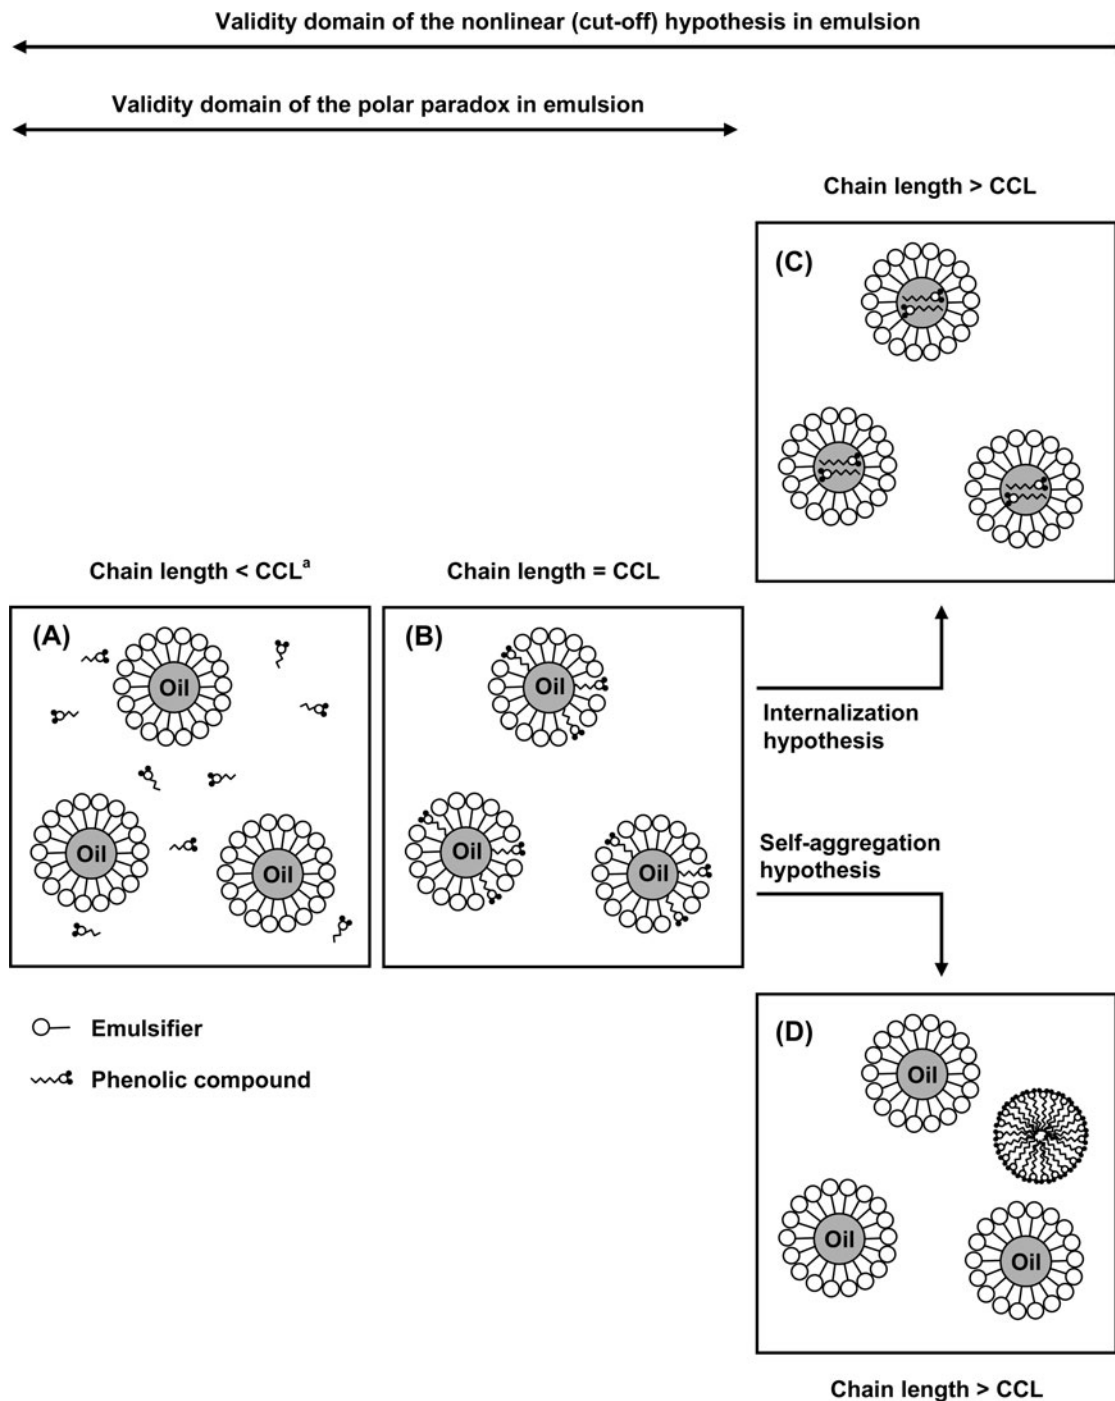 Validity domain of the nonlinear (cut-off) hypothesis in emulsion
Validity domain of the polar paradox in emulsion
Chain length > CCL
(C)
Chain length < CCLᵃ
Chain length = CCL
(A)
Oil
Oil
Oil
(B)
Oil
Oil
Oil
Internalization
hypothesis
Self-aggregation
hypothesis
Emulsifier
Phenolic compound
(D)
Oil
Oil
Oil
Chain length > CCL